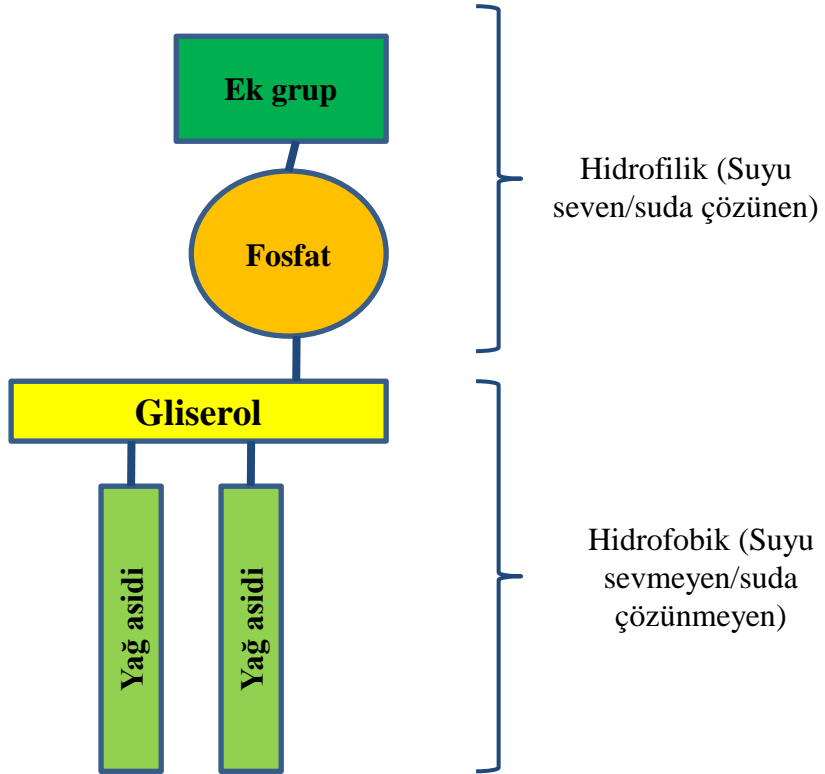 Ek grup
Fosfat
Hidrofilik (Suyu
seven/suda çözünen)
Gliserol
Yağ asidi
Yağ asidi
Hidrofobik (Suyu
sevmeyen/suda
çözünmeyen)